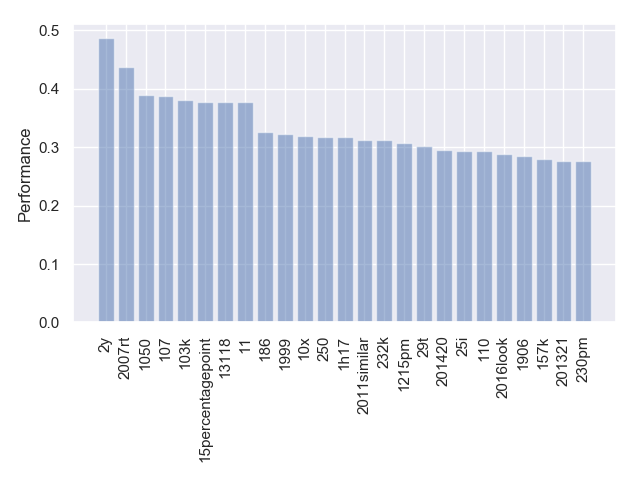 0.5
0.4
0.3
0.2
0.1
0.0
Performance
2y
2007rt
1050
107
103k
15percentagepoint
13118
11
186
1999
10x
250
1h17
2011similar
232k
1215pm
29t
201420
25i
110
2016look
1906
157k
201321
230pm